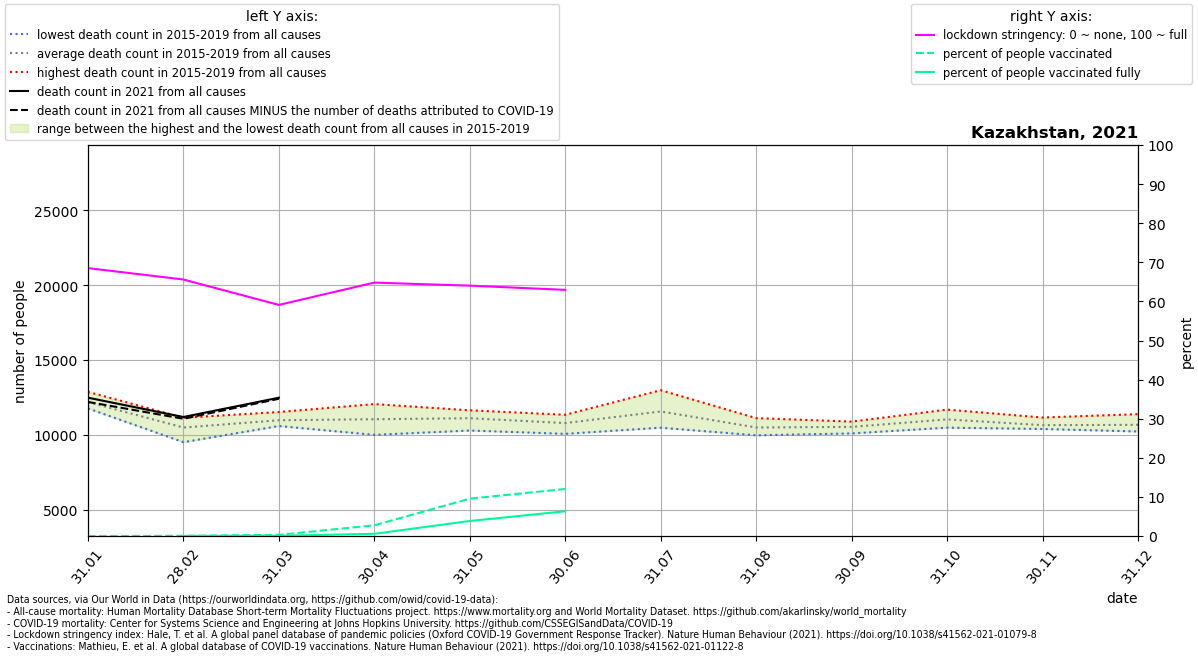 left Y axis:
lowest death count in 2015-2019 from all causes
average death count in 2015-2019 from all causes
highest death count in 2015-2019 from all causes
death count in 2021 from all causes
death count in 2021 from all causes MINUS the number of deaths attributed to COVID-19
range between the highest and the lowest death count from all causes in 2015-2019
right Y axis:
lockdown stringency: 0 ~ none, 100 ~ full
percent of people vaccinated
percent of people vaccinated fully
Kazakhstan, 2021
number of people
25000
20000
15000
10000
5000
100
90
80
70
60
50
40
30
20
10
0
percent
31.01
28.02
31.03
30.04
31.05
30.06
31.07
31.08
30.09
31.10
30.11
31.12
date
Data sources, via Our World in Data (https://ourworldindata.org, https://github.com/owid/covid-19-data):
- All-cause mortality: Human Mortality Database Short-term Mortality Fluctuations project. https://www.mortality.org and World Mortality Dataset. https://github.com/akarlinsky/world_mortality
- COVID-19 mortality: Center for Systems Science and Engineering at Johns Hopkins University. https://github.com/CSSEGISandData/COVID-19
- Lockdown stringency index: Hale, T. et al. A global panel database of pandemic policies (Oxford COVID-19 Government Response Tracker). Nature Human Behaviour (2021). https://doi.org/10.1038/s41562-021-01079-8
- Vaccinations: Mathieu, E. et al. A global database of COVID-19 vaccinations. Nature Human Behaviour (2021). https://doi.org/10.1038/s41562-021-01122-8